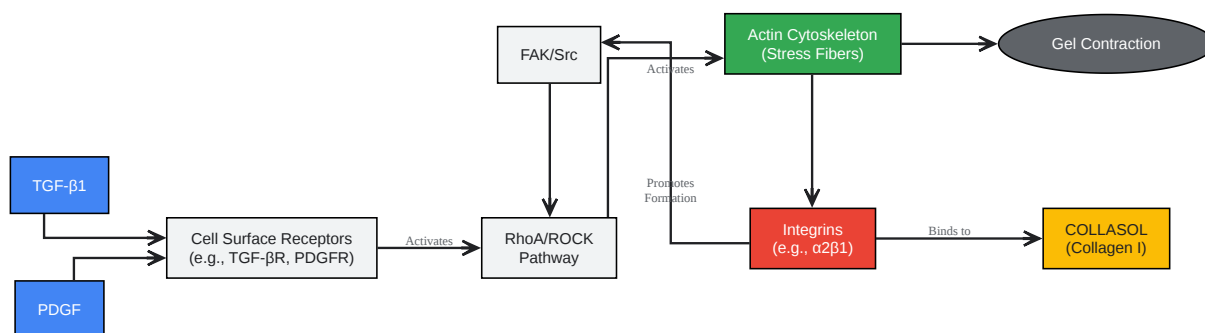 FAK/Src
Actin Cytoskeleton
(Stress Fibers)
Gel Contraction
Activates
TGF-β1
Promotes
Formation
Cell Surface Receptors
(e.g., TGF-βR, PDGFR)
Activates
RhoA/ROCK
Pathway
Integrins
(e.g., α2β1)
Binds to
COLLASOL
(Collagen I)
PDGF